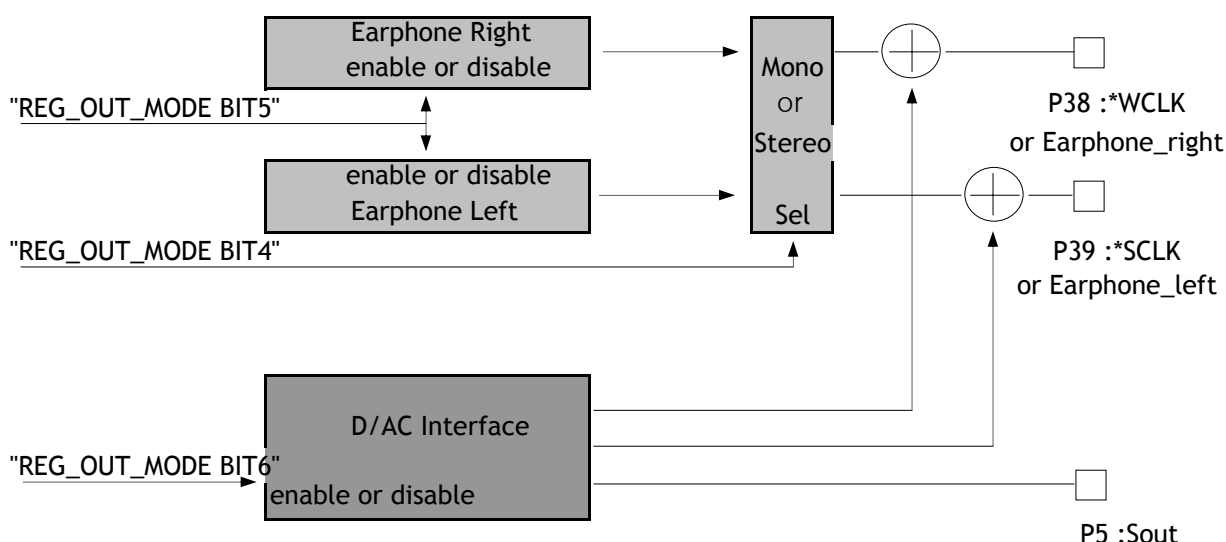 Earphone Right
enable or disable
"REG_OUT_MODE BIT5"
enable or disable
Earphone Left
"REG_OUT_MODE BIT4"
Mono
or
Stereo
Sel
P38 :*WCLK
or Earphone_right
P39 :*SCLK
or Earphone_left
D/AC Interface
"REG_OUT_MODE BIT6"
enable or disable
P5 :Sout